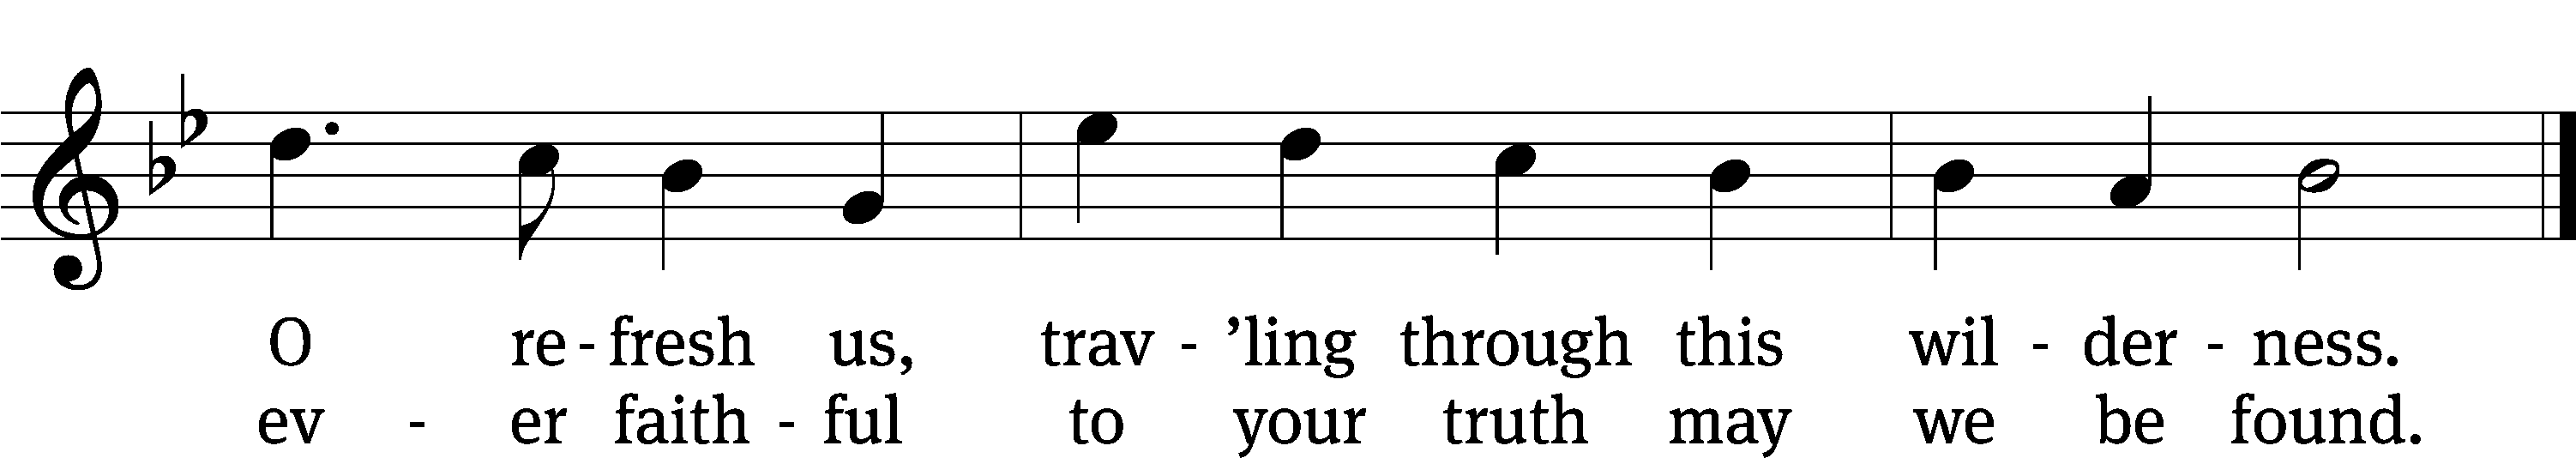 O re - fresh us, trav - ’ling through this wil - der - ness.
ev - er faith - ful to your truth may we be found.